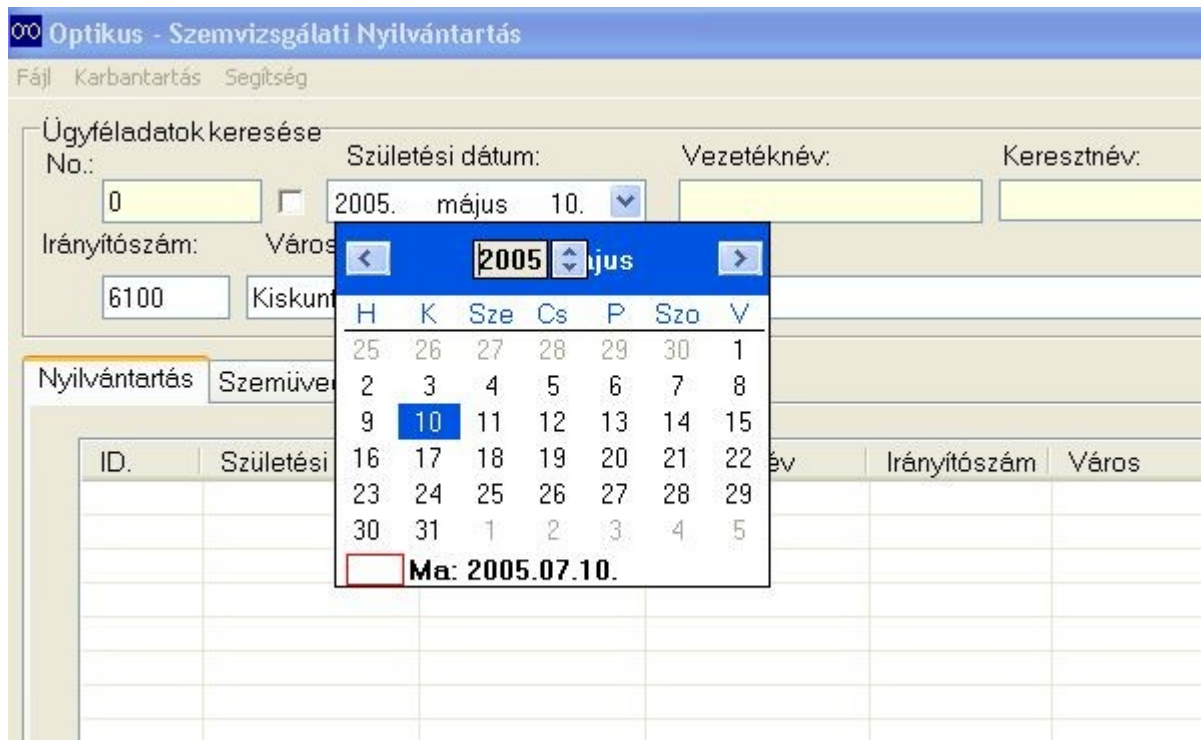 Optikus - Szemvizsgálati Nyilvántartás
Fájl Karbantartás Segítség
Ügyféladatok keresése
No.: Születési dátum: Vezetéknév: Keresztnév:
0 2005. május 10.
Irányítószám: Város
2005 ájus
6100 Kiskun
H K Sze Cs P Szo V
25 26 27 28 29 30 1
Nyilvántartás Szemüve
2 3 4 5 6 7 8
9 10 11 12 13 14 15
ID. Születési év Irányítószám Város
16 17 18 19 20 21 22
23 24 25 26 27 28 29
30 31 1 2 3 4 5
Ma: 2005.07.10.